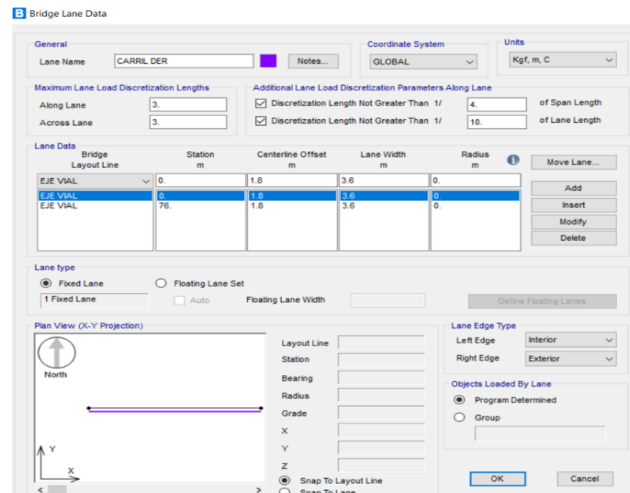 B Bridge Lane Data
General
Lane Name CARRIL DER Notes...
Coordinate System
GLOBAL
Units
Kgf, m, C
Maximum Lane Load Discretization Lengths
Along Lane 3.
Across Lane 3.
Additional Lane Load Discretization Parameters Along Lane
Discretization Length Not Greater Than 1/ 4. of Span Length
Discretization Length Not Greater Than 1/ 10. of Lane Length
Lane Data
Bridge Layout Line Station m Centerline Offset m Lane Width m Radius m
EJE VIAL 0. 1.8 3.6 0.
EJE VIAL 0. 1.8 3.6 0.
EJE VIAL 76. 1.8 3.6 0.
Move Lane...
Add
Insert
Modify
Delete
Lane type
Fixed Lane Floating Lane Set
1 Fixed Lane Auto Floating Lane Width Define Floating Lanes
Plan View (X-Y Projection)
North
Y
X
Layout Line
Station
Bearing
Radius
Grade
X
Y
Z
Snap To Layout Line
Snap To Lane
Lane Edge Type
Left Edge Interior
Right Edge Exterior
Objects Loaded By Lane
Program Determined
Group
OK Cancel